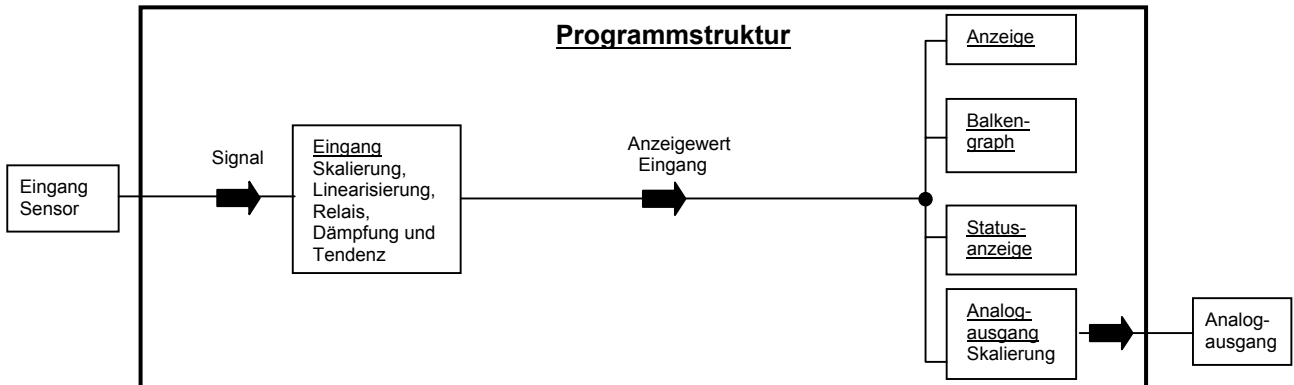 Programmstruktur
Eingang
Sensor
Signal
Eingang
Skalierung,
Linearisierung,
Relais,
Dämpfung und
Tendenz
Anzeigewert
Eingang
Anzeige
Balken-
graph
Status-
anzeige
Analog-
ausgang
Skalierung
Analog-
ausgang